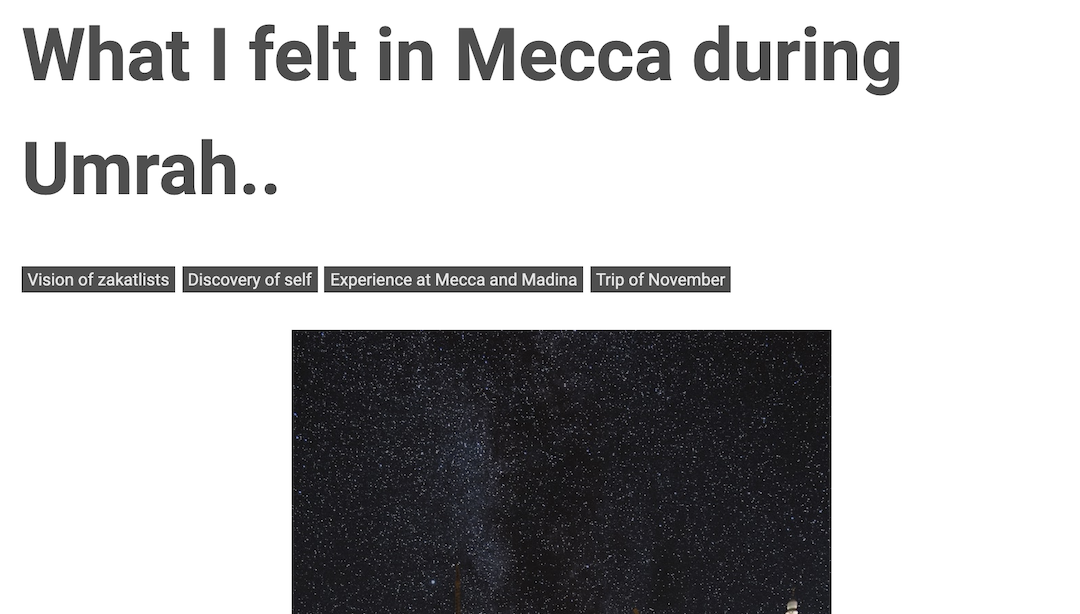 What I felt in Mecca during
Umrah..
Vision of zakatlists Discovery of self Experience at Mecca and Madina Trip of November